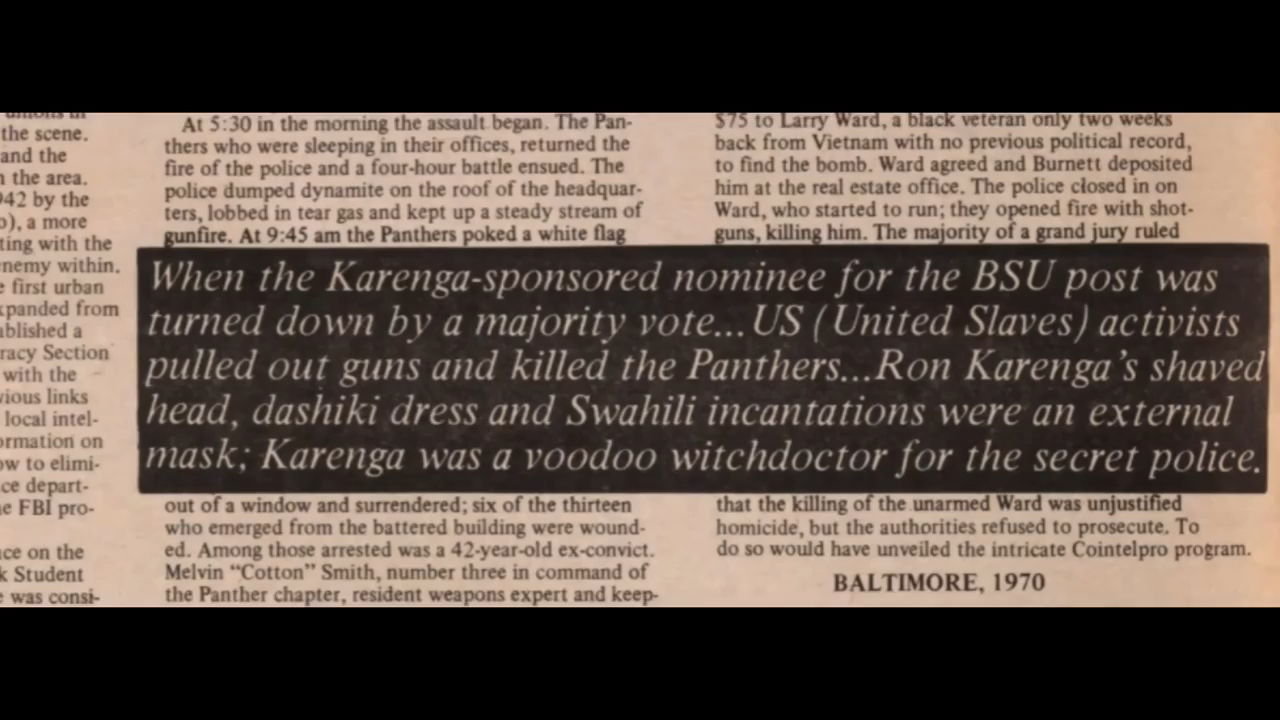 unions in
the scene.
and the
n the area.
942 by the
o), a more
ting with the
nemy within.
e first urban
xpanded from
ablished a
racy Section
with the
vious links
local intel-
ormation on
ow to elimi-
ce depart-
e FBI pro-
ce on the
k Student
e was consi-
At 5:30 in the morning the assault began. The Pan-
thers who were sleeping in their offices, returned the
fire of the police and a four-hour battle ensued. The
police dumped dynamite on the roof of the headquar-
ters, lobbed in tear gas and kept up a steady stream of
gunfire. At 9:45 am the Panthers poked a white flag
out of a window and surrendered; six of the thirteen
who emerged from the battered building were wound-
ed. Among those arrested was a 42-year-old ex-convict.
Melvin “Cotton” Smith, number three in command of
the Panther chapter, resident weapons expert and keep-
$75 to Larry Ward, a black veteran only two weeks
back from Vietnam with no previous political record,
to find the bomb. Ward agreed and Burnett deposited
him at the real estate office. The police closed in on
Ward, who started to run; they opened fire with shot-
guns, killing him. The majority of a grand jury ruled
that the killing of the unarmed Ward was unjustified
homicide, but the authorities refused to prosecute. To
do so would have unveiled the intricate Cointelpro program.
BALTIMORE, 1970
When the Karenga-sponsored nominee for the BSU post was
turned down by a majority vote...US (United Slaves) activists
pulled out guns and killed the Panthers...Ron Karenga's shaved
head, dashiki dress and Swahili incantations were an external
mask; Karenga was a voodoo witchdoctor for the secret police.